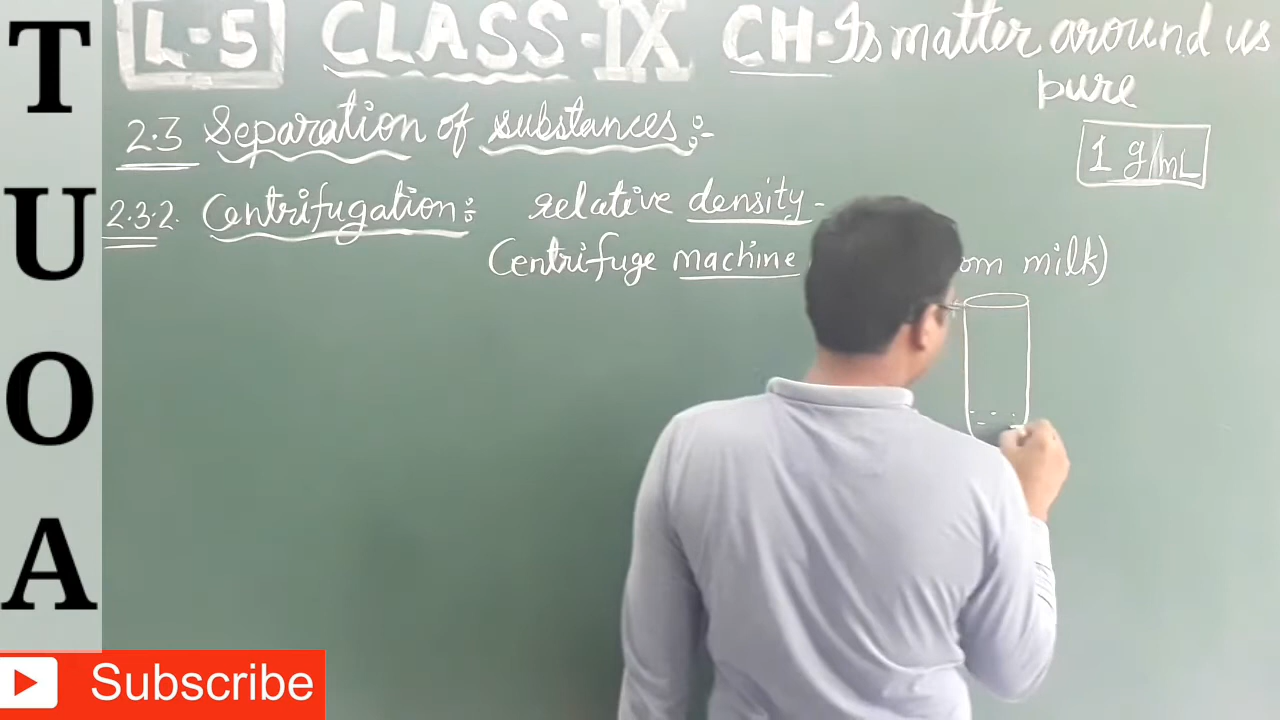 L-5 CLASS-IX CH-Is matter around us
pure
1 g/mL
2.3 Separation of substances:-
2.3.2. Centrifugation: relative density-
Centrifuge machine om milk)
TUOA
Subscribe